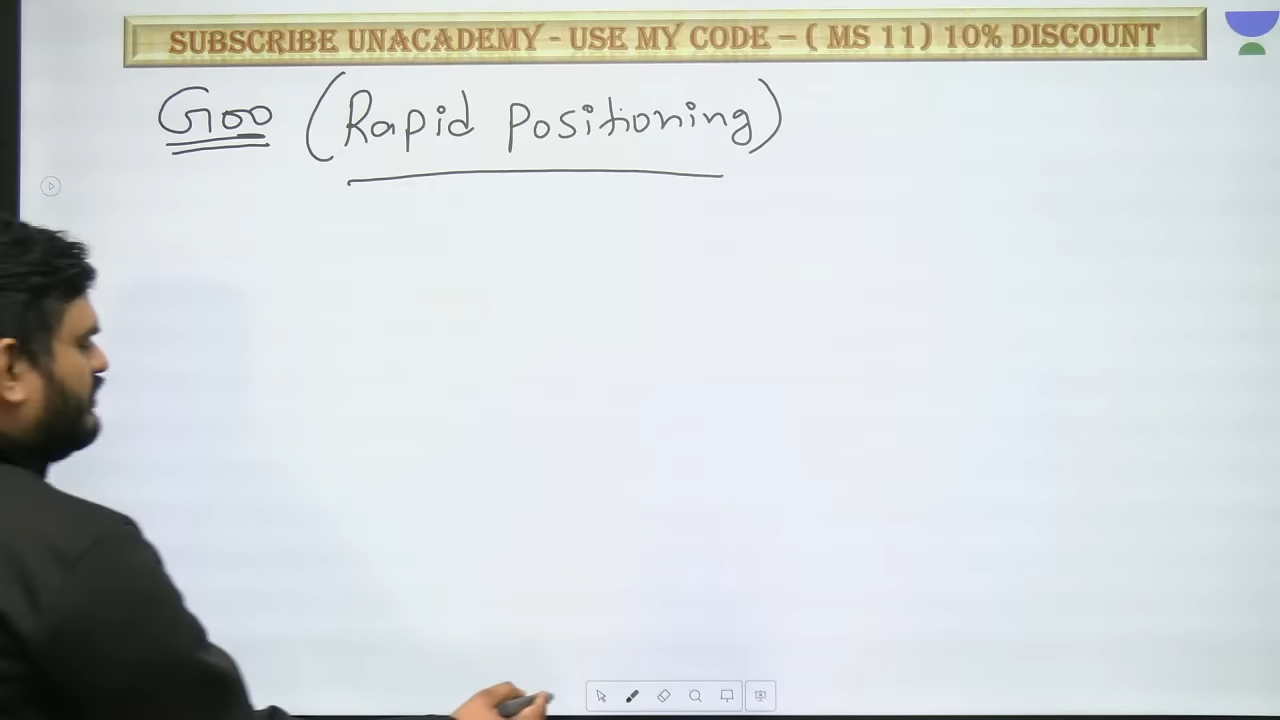 SUBSCRIBE UNACADEMY - USE MY CODE – ( MS 11) 10% DISCOUNT
G00 (Rapid Positioning)